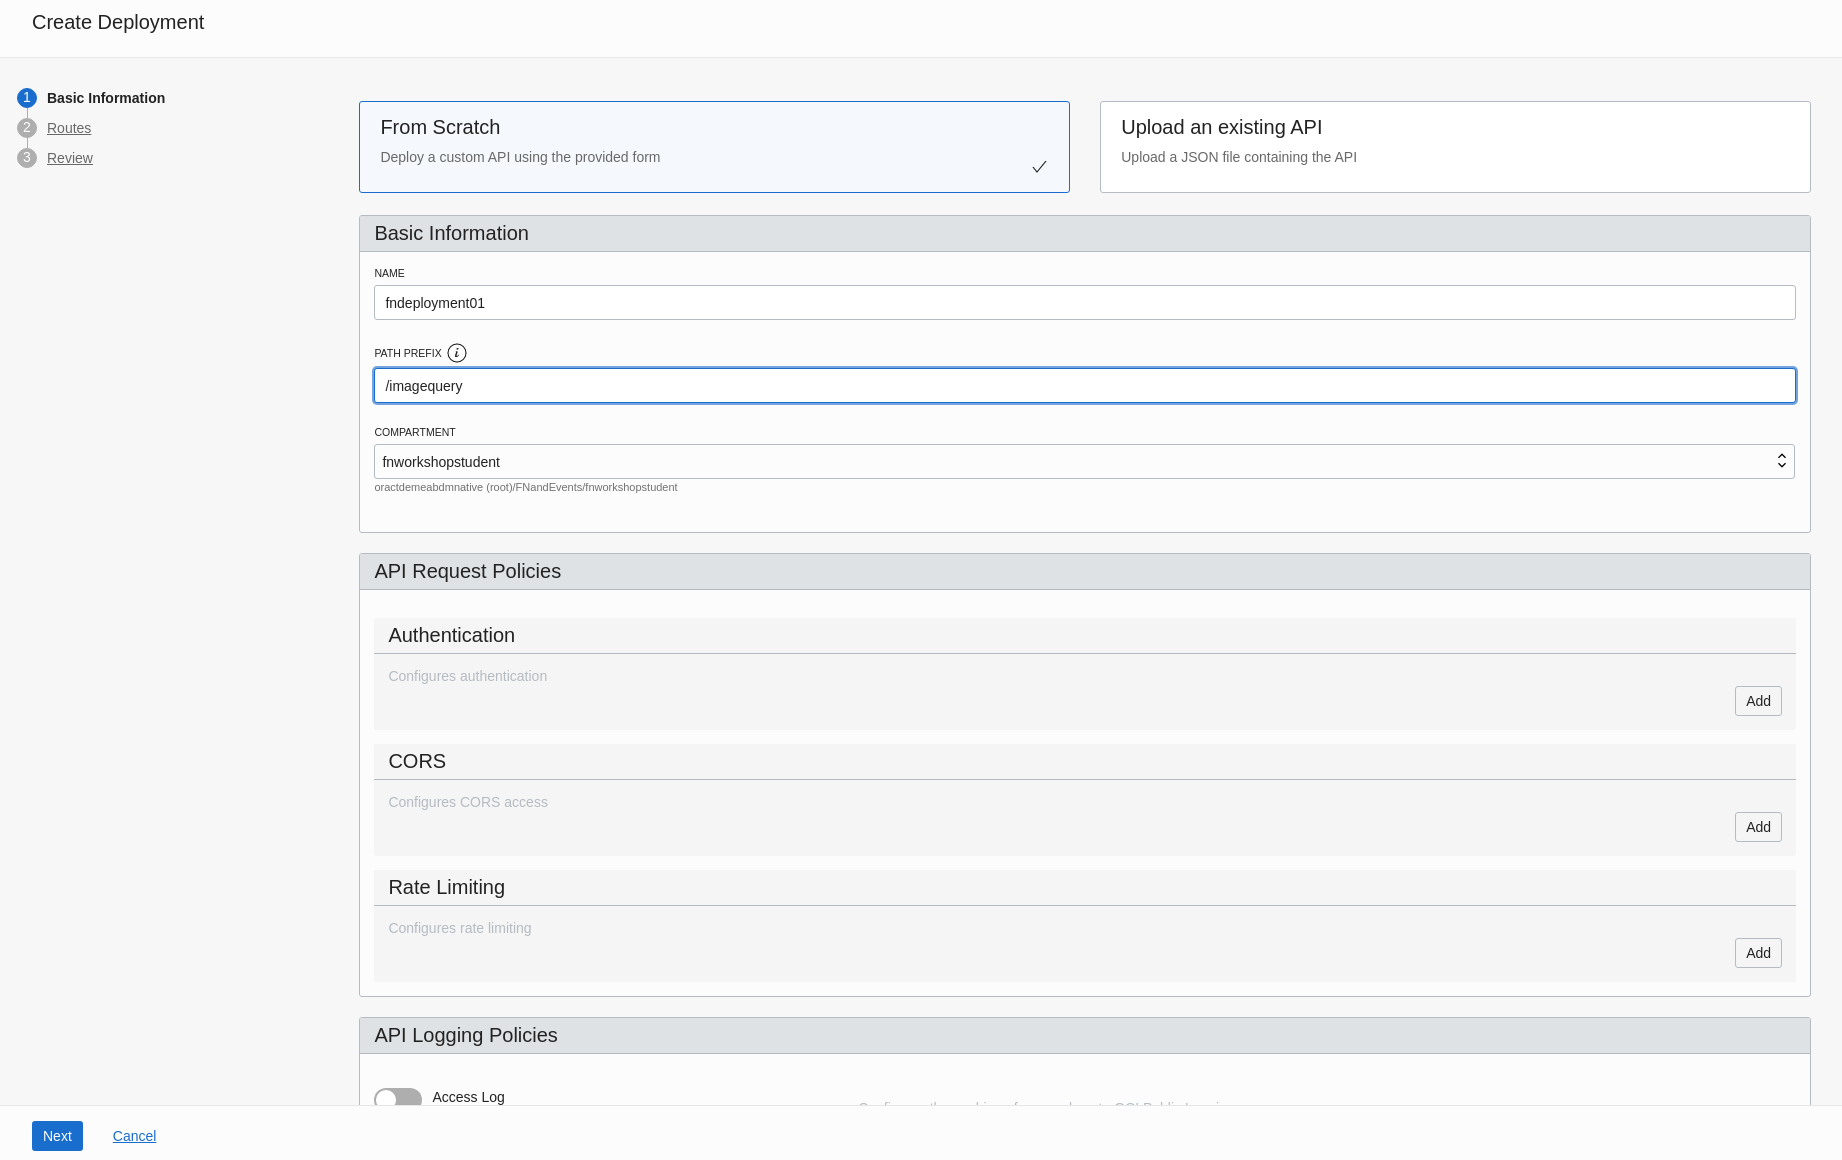 Create Deployment
1 Basic Information
2 Routes
3 Review
From Scratch
Deploy a custom API using the provided form
Upload an existing API
Upload a JSON file containing the API
Basic Information
NAME
fndeployment01
PATH PREFIX i
/imagequery
COMPARTMENT
fnworkshopstudent
oractdemeabdmnative (root)/FNandEvents/fnworkshopstudent
API Request Policies
Authentication
Configures authentication
Add
CORS
Configures CORS access
Add
Rate Limiting
Configures rate limiting
Add
API Logging Policies
Access Log
Next
Cancel